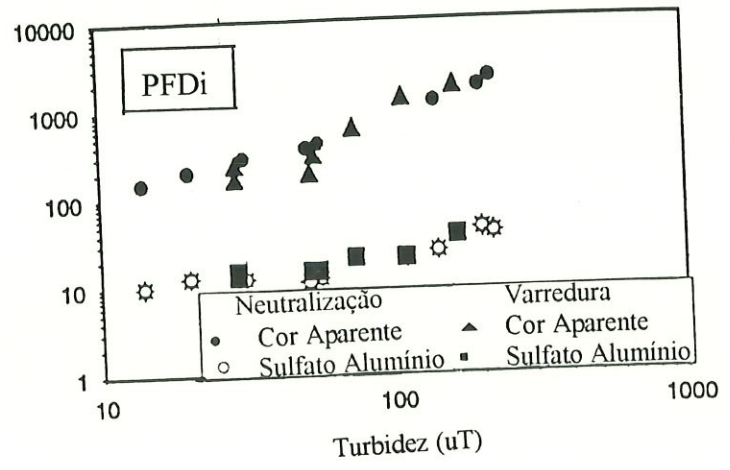 10000
PFDi
1000
100
10
1
Neutralização Varredura
Cor Aparente Cor Aparente
Sulfato Alumínio Sulfato Alumínio
10 100 1000
Turbidez (uT)